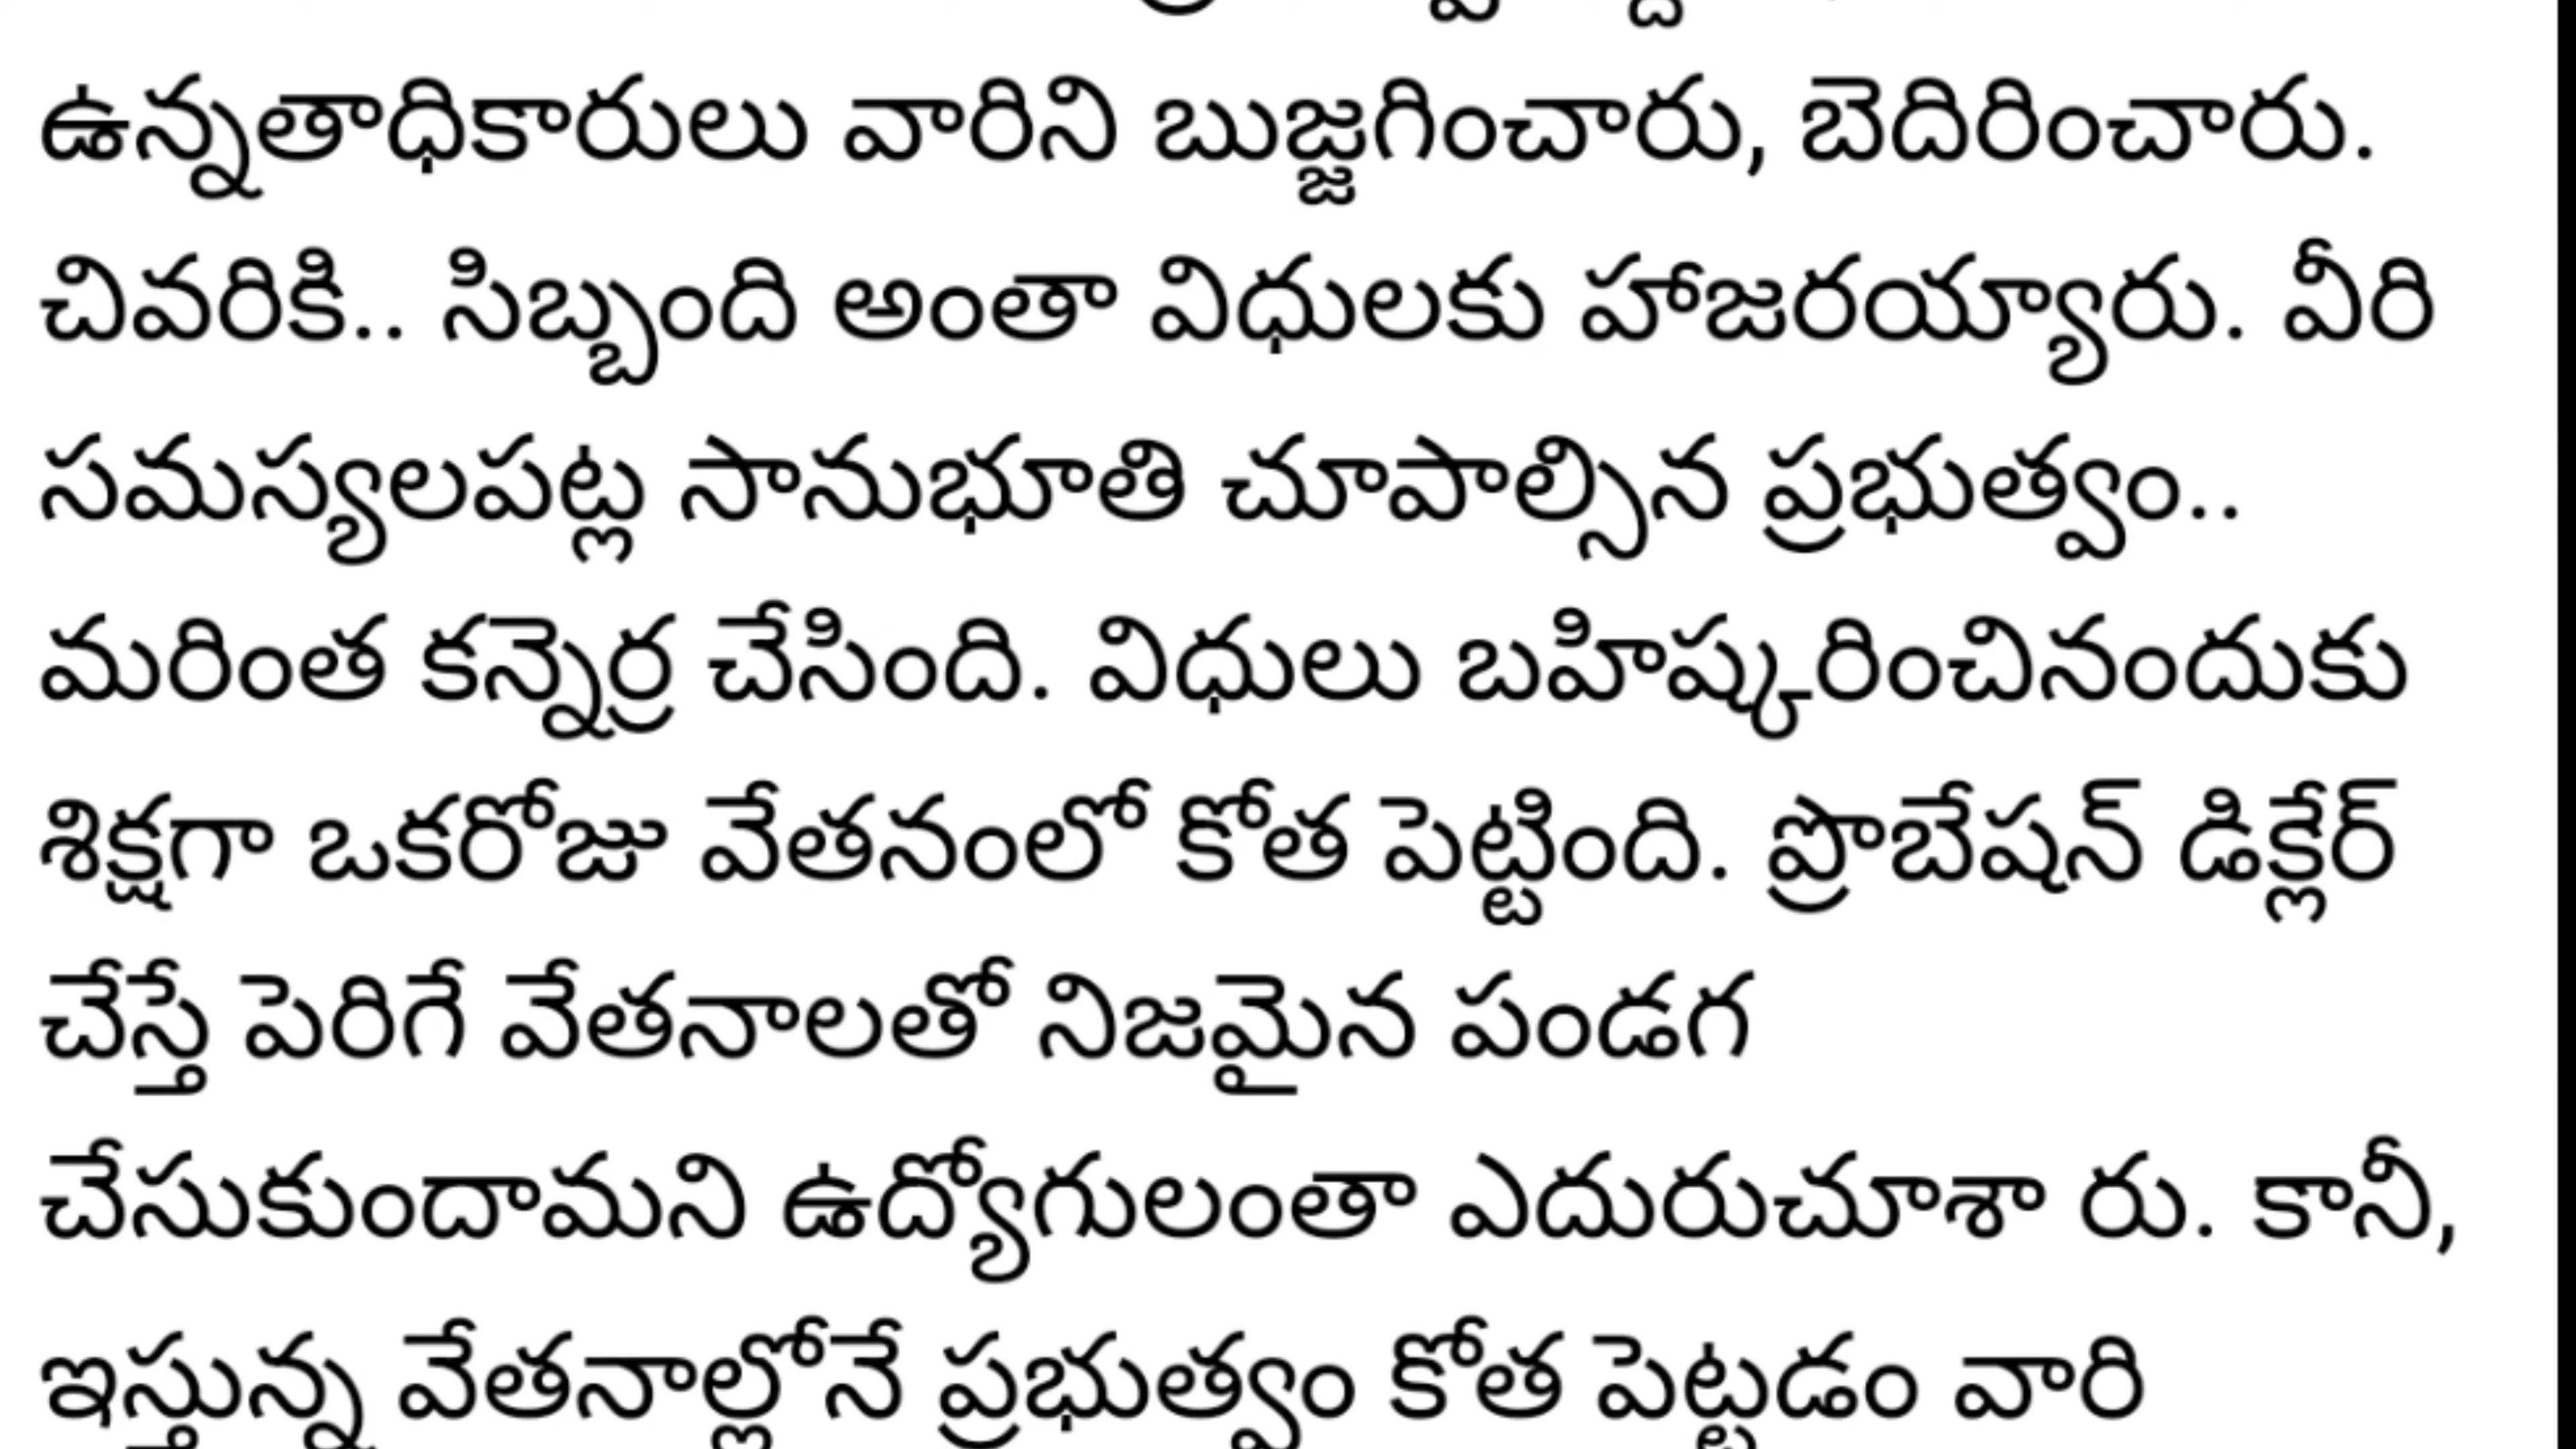 ఉన్నతాధికారులు వారిని బుజ్జగించారు, బెదిరించారు.
చివరికి.. సిబ్బంది అంతా విధులకు హాజరయ్యారు. వీరి
సమస్యలపట్ల సానుభూతి చూపాల్సిన ప్రభుత్వం..
మరింత కన్నెర్ర చేసింది. విధులు బహిష్కరించినందుకు
శిక్షగా ఒకరోజు వేతనంలో కోత పెట్టింది. ప్రొబేషన్ డిక్లేర్
చేస్తే పెరిగే వేతనాలతో నిజమైన పండగ
చేసుకుందామని ఉద్యోగులంతా ఎదురుచూశా రు. కానీ,
ఇస్తున్న వేతనాల్లోనే ప్రభుత్వం కోత పెట్టడం వారి